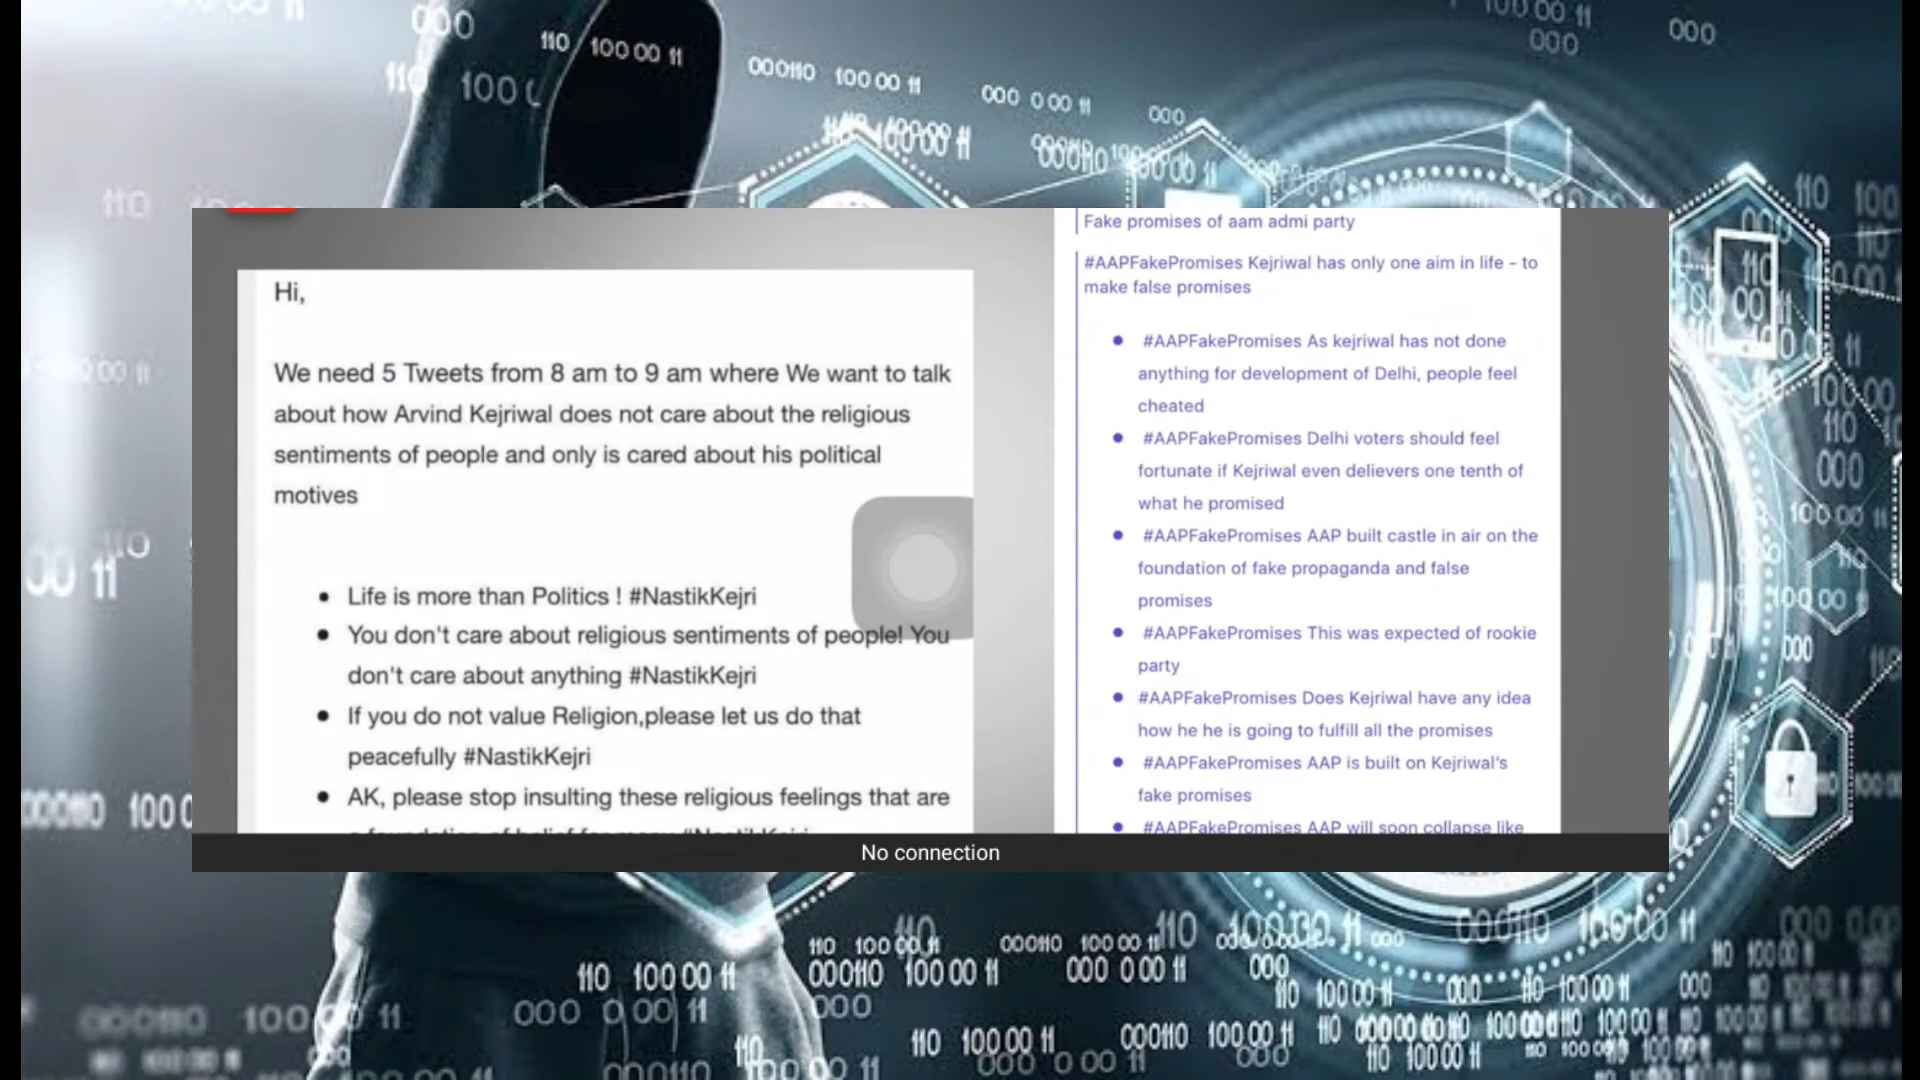 Hi,
We need 5 Tweets from 8 am to 9 am where We want to talk
about how Arvind Kejriwal does not care about the religious
sentiments of people and only is cared about his political
motives
Life is more than Politics ! #NastikKejri
You don't care about religious sentiments of people! You
don't care about anything #NastikKejri
If you do not value Religion,please let us do that
peacefully #NastikKejri
AK, please stop insulting these religious feelings that are
Fake promises of aam admi party
#AAPFakePromises Kejriwal has only one aim in life - to
make false promises
#AAPFakePromises As kejriwal has not done
anything for development of Delhi, people feel
cheated
#AAPFakePromises Delhi voters should feel
fortunate if Kejriwal even delievers one tenth of
what he promised
#AAPFakePromises AAP built castle in air on the
foundation of fake propaganda and false
promises
#AAPFakePromises This was expected of rookie
party
#AAPFakePromises Does Kejriwal have any idea
how he he is going to fulfill all the promises
#AAPFakePromises AAP is built on Kejriwal's
fake promises
#AAPFakePromises AAP will soon collapse like
No connection